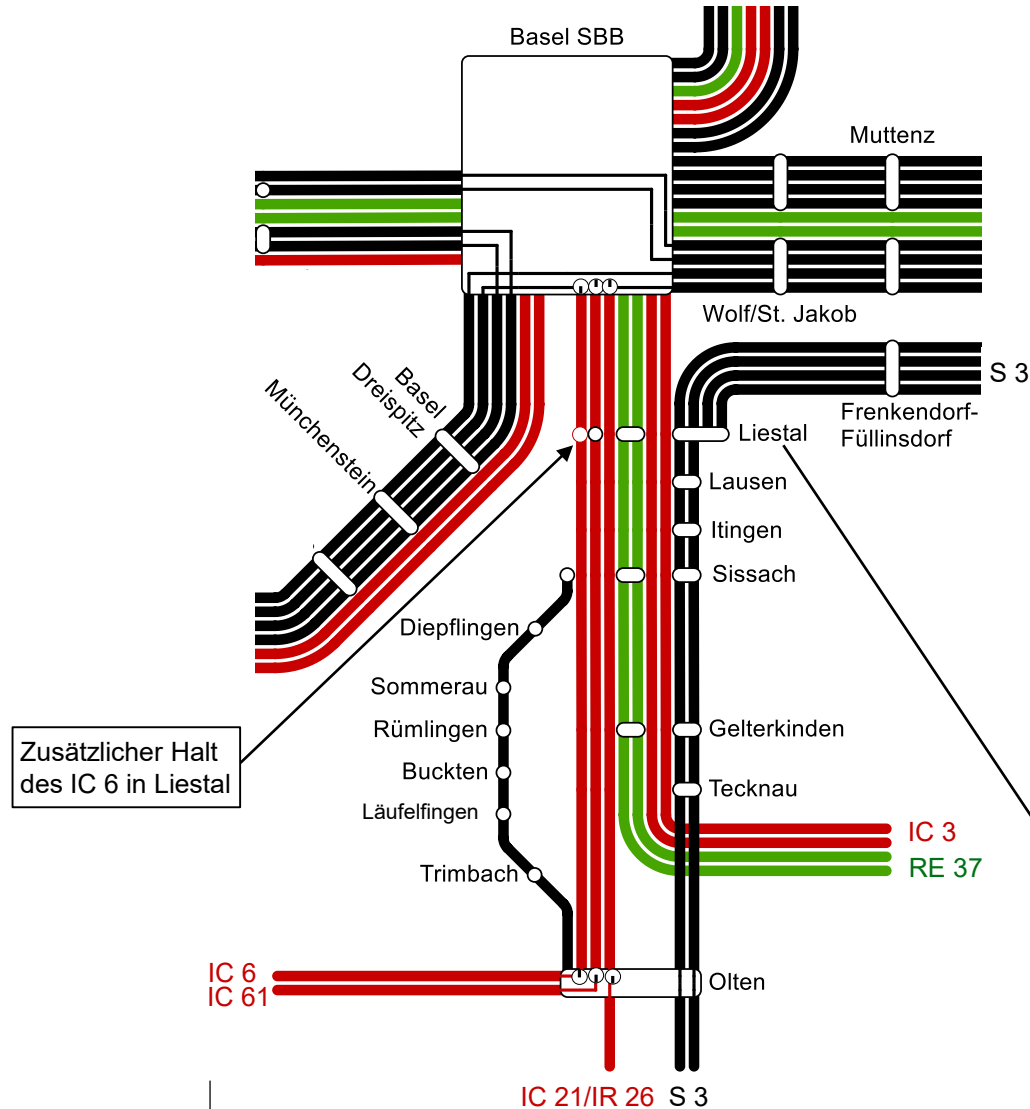 Basel SBB
Muttenz
Wolf/St. Jakob
S 3
Basel
Dreispitz
Münchenstein
Frenkendorf-
Füllinsdorf
Liestal
Lausen
Itingen
Sissach
Diepflingen
Sommerau
Rümlingen
Gelterkinden
Zusätzlicher Halt
des IC 6 in Liestal
Buckten
Tecknau
Läufelfingen
IC 3
RE 37
Trimbach
IC 6
IC 61
Olten
IC 21/IR 26
S 3